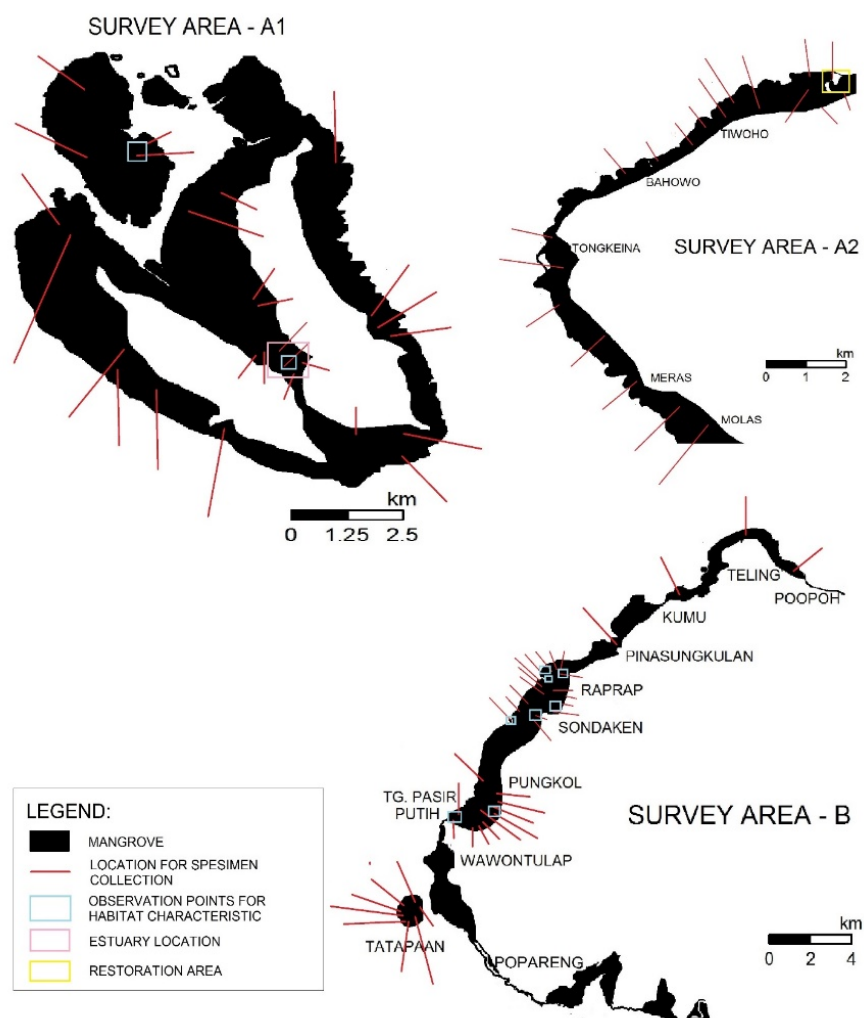 SURVEY AREA - A1
km
0 1.25 2.5
TIWOHO
BAHOWO
TONGKEINA
SURVEY AREA - A2
km
0 1 2
MERAS
MOLAS
TELING
POOPOH
KUMU
PINASUNGKULAN
RAPRAP
SONDAKEN
PUNGKOL
TG. PASIR
PUTIH
WAWONTULAP
TATAPAAN
POPARENG
SURVEY AREA - B
km
0 2 4
LEGEND:
MANGROVE
LOCATION FOR SPESIMEN
COLLECTION
OBSERVATION POINTS FOR
HABITAT CHARACTERISTIC
ESTUARY LOCATION
RESTORATION AREA